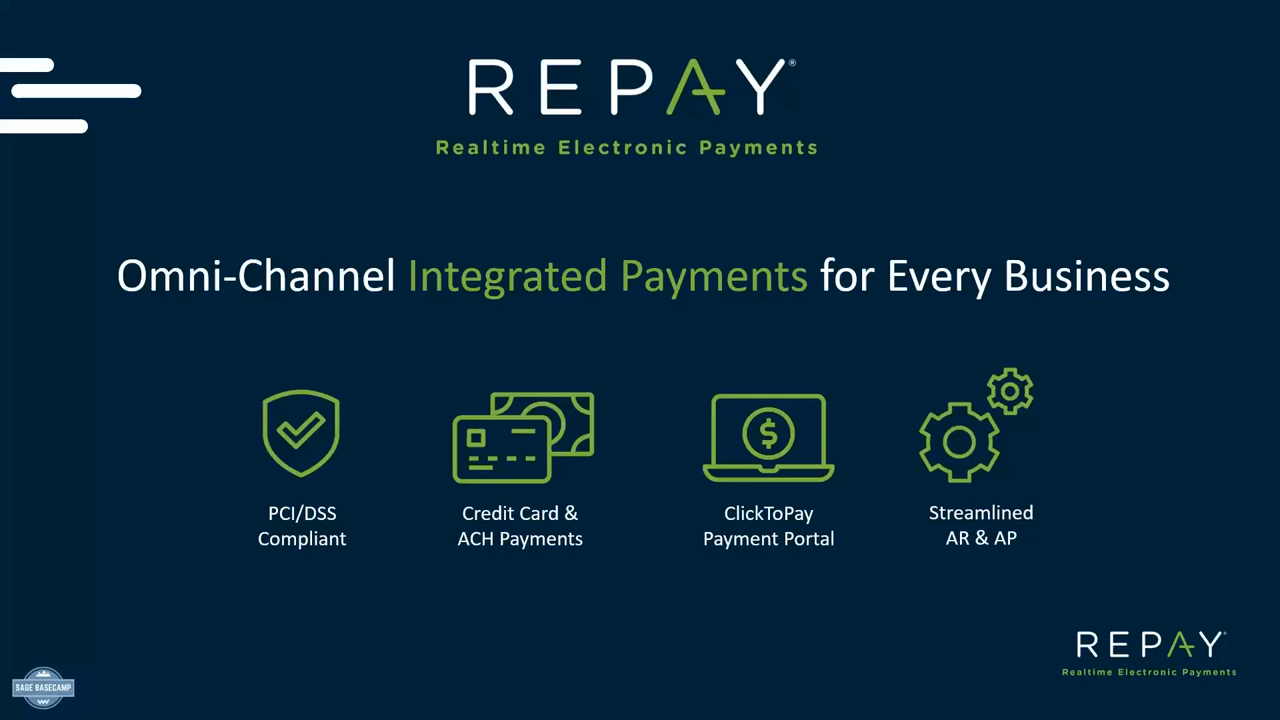 REPAY®
Realtime Electronic Payments
Omni-Channel Integrated Payments for Every Business
PCI/DSS
Compliant
Credit Card &
ACH Payments
ClickToPay
Payment Portal
Streamlined
AR & AP
REPAY®
Realtime Electronic Payments
SAGE BASECAMP